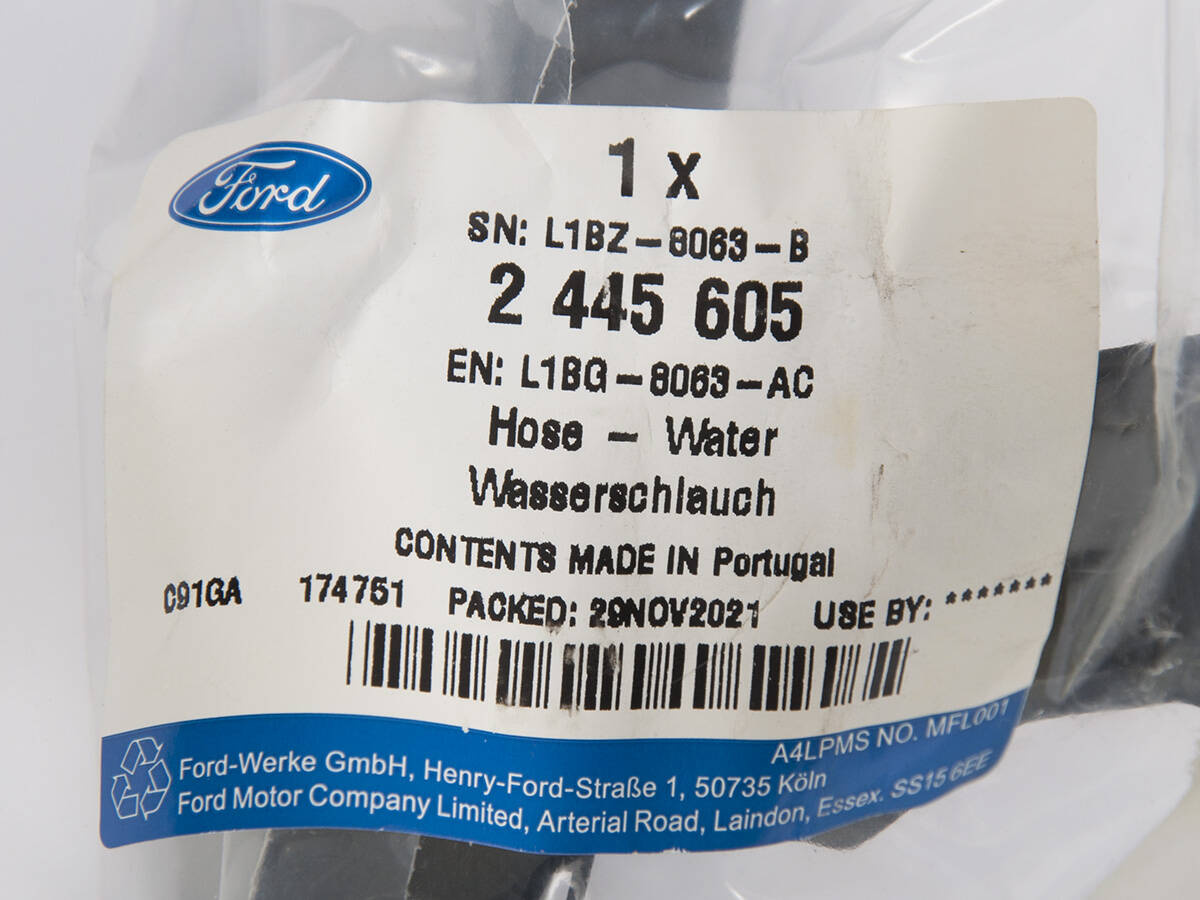 Ford
1 x
SN: L1BZ-8063-B
2 445 605
EN: L1BG-8063-AC
Hose - Water
Wasserschlauch
CONTENTS MADE IN Portugal
C91GA 174751 PACKED: 29NOV2021 USE BY: *******
A4LPMS NO. MFL001
Ford-Werke GmbH, Henry-Ford-Straße 1, 50735 Köln
Ford Motor Company Limited, Arterial Road, Laindon, Essex. SS15 6EE